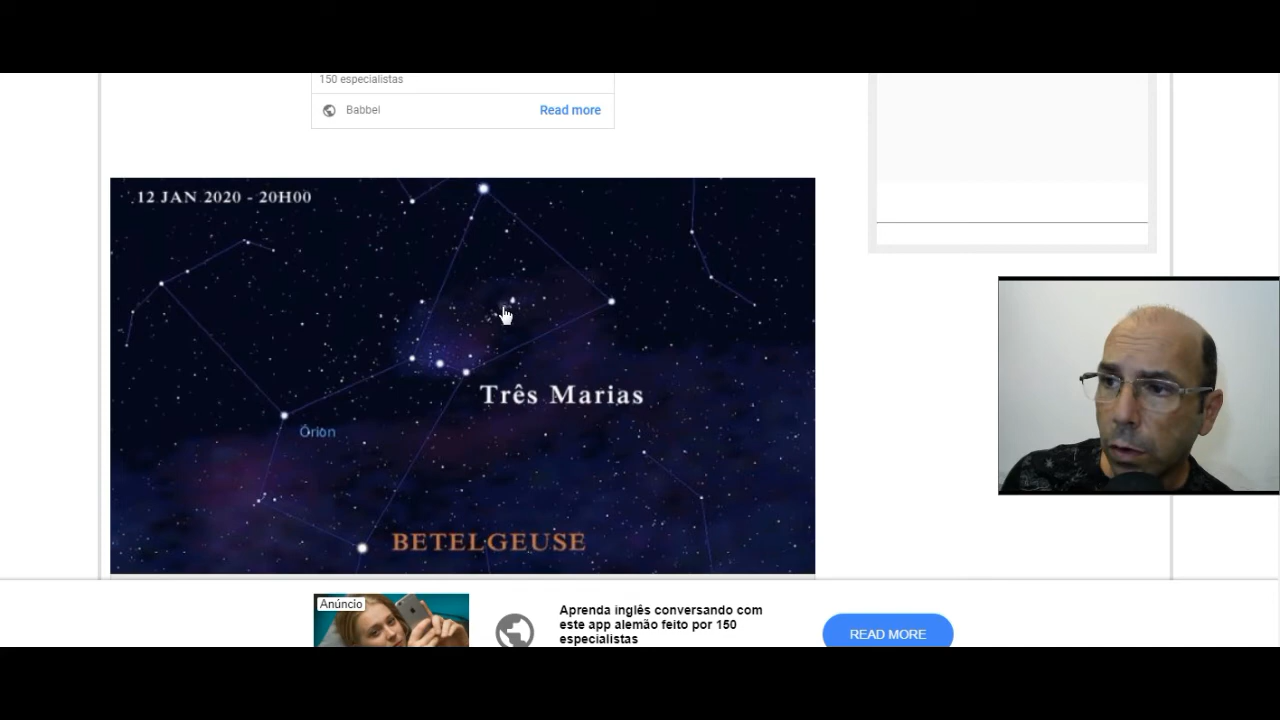 150 especialistas
Babbel
Read more
12 JAN 2020 - 20H00
Três Marias
Órion
BETELGEUSE
Anúncio
Aprenda inglês conversando com
este app alemão feito por 150
especialistas
READ MORE